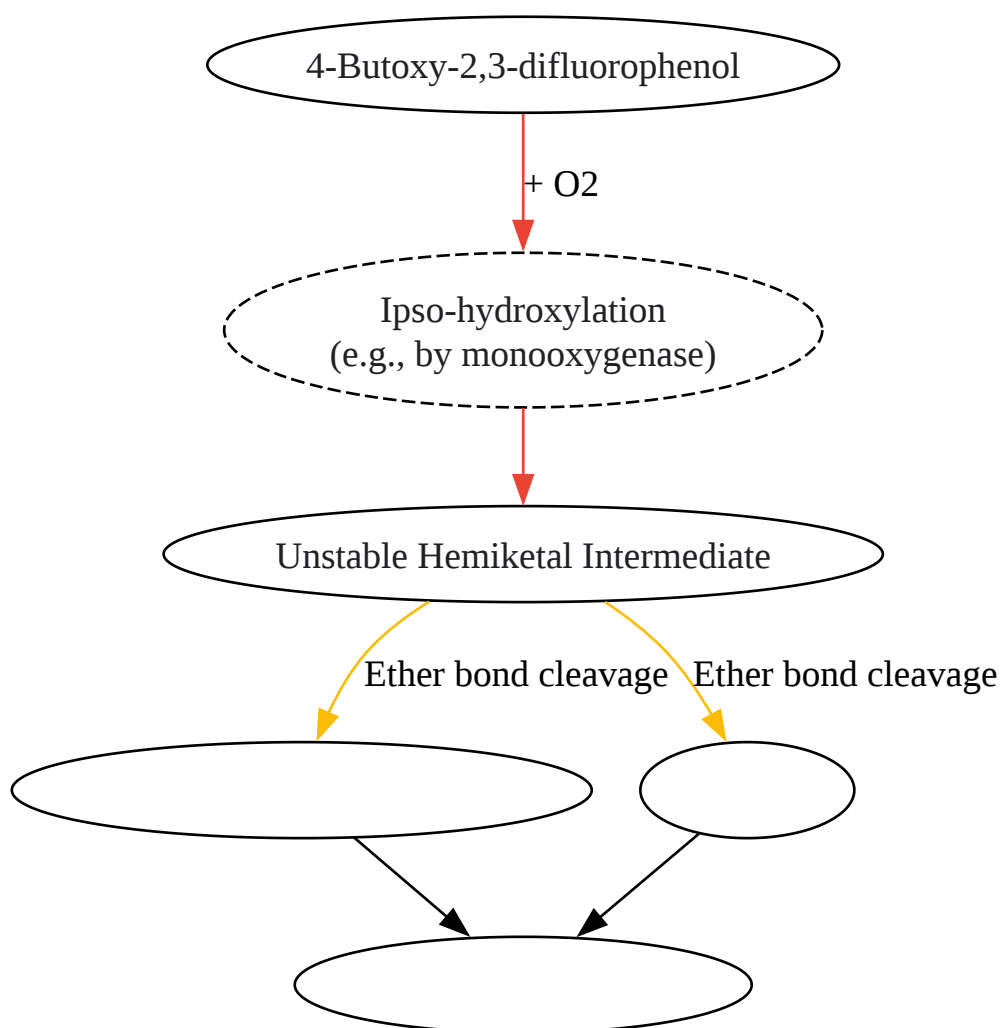 4-Butoxy-2,3-difluorophenol
+ O2
Ipso-hydroxylation
(e.g., by monooxygenase)
Unstable Hemiketal Intermediate
Ether bond cleavage
Ether bond cleavage